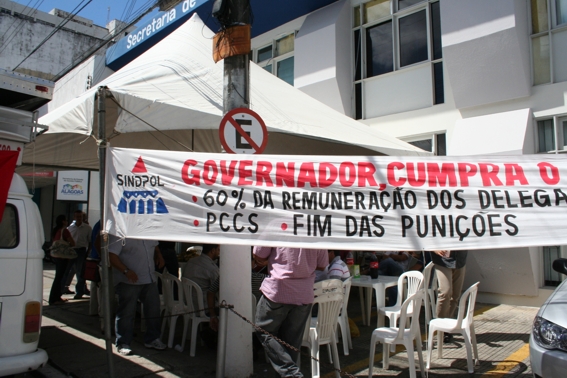 Secretaria de
E
GOVERNADOR, CUMPRA O
SINDPOL
• 60% DA REMUNERAÇÃO DOS DELEGA
• PCCS • FIM DAS PUNIÇÕES
ALAGOAS